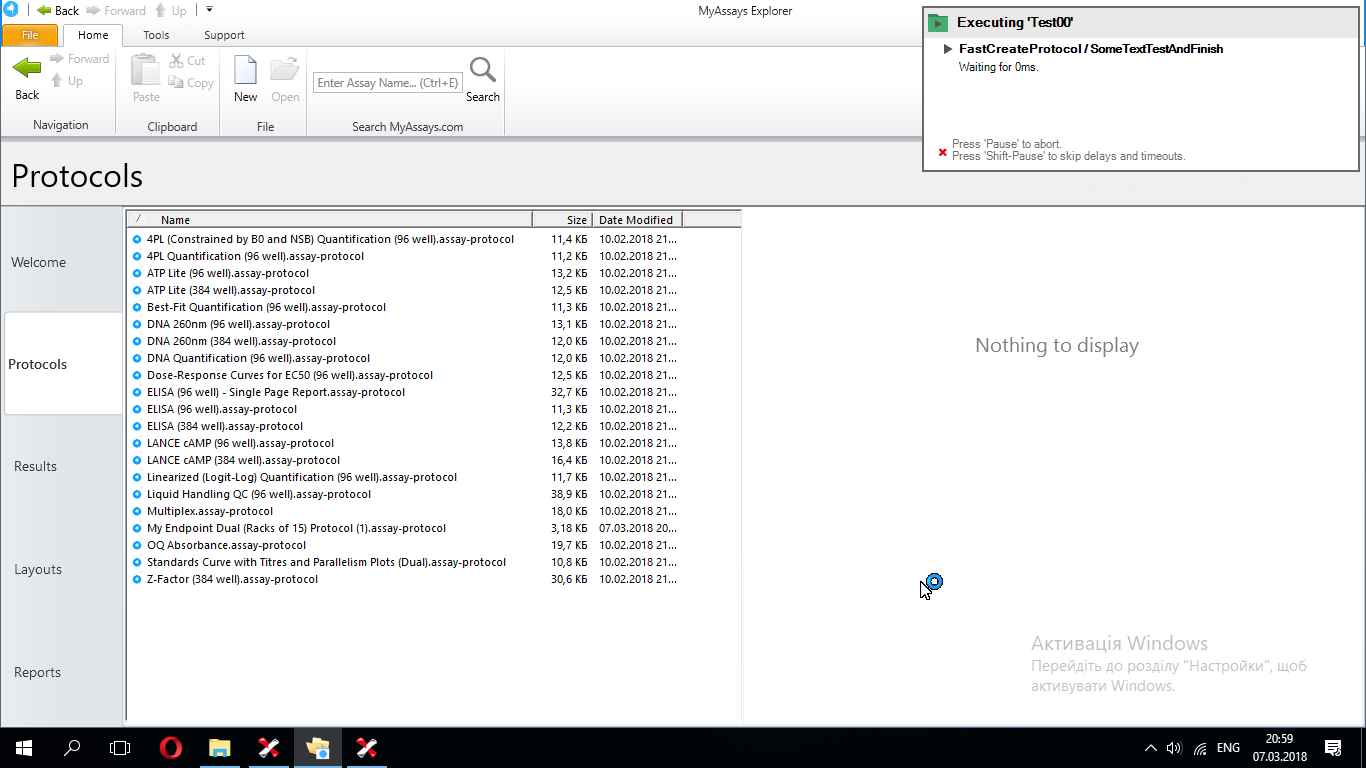 Back Forward Up
MyAssays Explorer
File Home Tools Support
Back
Forward
Up
Navigation
Paste
Cut
Copy
Clipboard
New
Open
File
Enter Assay Name... (Ctrl+E)
Search
Search MyAssays.com
Executing 'Test00'
FastCreateProtocol / SomeTextTestAndFinish
Waiting for 0ms.
Press 'Pause' to abort.
Press 'Shift-Pause' to skip delays and timeouts.
Protocols
Welcome
Protocols
Results
Layouts
Reports
Name Size Date Modified
4PL (Constrained by B0 and NSB) Quantification (96 well).assay-protocol 11,4 КБ 10.02.2018 21...
4PL Quantification (96 well).assay-protocol 11,2 КБ 10.02.2018 21...
ATP Lite (96 well).assay-protocol 13,2 КБ 10.02.2018 21...
ATP Lite (384 well).assay-protocol 12,5 КБ 10.02.2018 21...
Best-Fit Quantification (96 well).assay-protocol 11,3 КБ 10.02.2018 21...
DNA 260nm (96 well).assay-protocol 13,1 КБ 10.02.2018 21...
DNA 260nm (384 well).assay-protocol 12,0 КБ 10.02.2018 21...
DNA Quantification (96 well).assay-protocol 12,0 КБ 10.02.2018 21...
Dose-Response Curves for EC50 (96 well).assay-protocol 12,5 КБ 10.02.2018 21...
ELISA (96 well) - Single Page Report.assay-protocol 32,7 КБ 10.02.2018 21...
ELISA (96 well).assay-protocol 11,3 КБ 10.02.2018 21...
ELISA (384 well).assay-protocol 12,2 КБ 10.02.2018 21...
LANCE cAMP (96 well).assay-protocol 13,8 КБ 10.02.2018 21...
LANCE cAMP (384 well).assay-protocol 16,4 КБ 10.02.2018 21...
Linearized (Logit-Log) Quantification (96 well).assay-protocol 11,7 КБ 10.02.2018 21...
Liquid Handling QC (96 well).assay-protocol 38,9 КБ 10.02.2018 21...
Multiplex.assay-protocol 18,0 КБ 10.02.2018 21...
My Endpoint Dual (Racks of 15) Protocol (1).assay-protocol 3,18 КБ 07.03.2018 20...
OQ Absorbance.assay-protocol 19,7 КБ 10.02.2018 21...
Standards Curve with Titres and Parallelism Plots (Dual).assay-protocol 10,8 КБ 10.02.2018 21...
Z-Factor (384 well).assay-protocol 30,6 КБ 10.02.2018 21...
Nothing to display
Активація Windows
Перейдіть до розділу "Настройки", щоб
активувати Windows.
ENG
20:59
07.03.2018